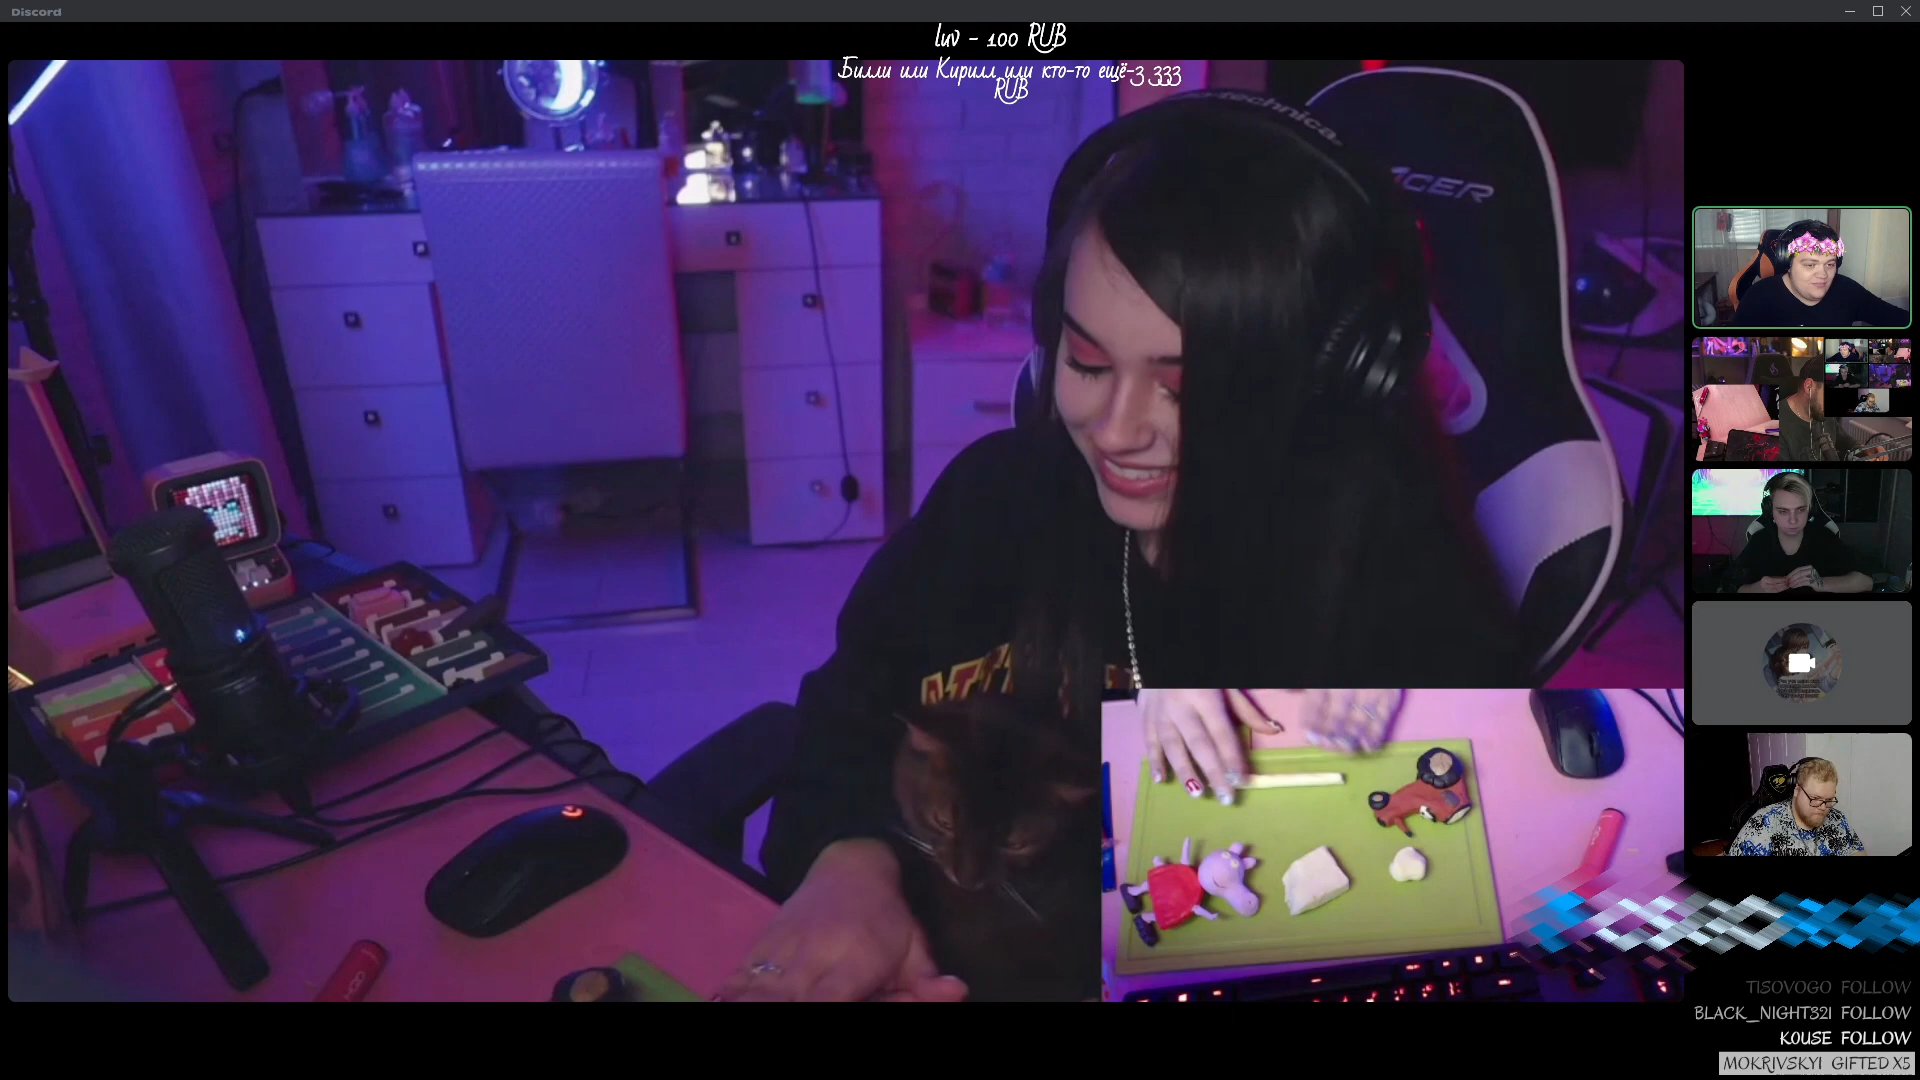 Discord
luv - 100 RUB
Билли или Кирилл или кто-то ещё-3 333
RUB
technica.
TISOVOGO FOLLOW
BLACK_NIGHT321 FOLLOW
KOUSE FOLLOW
MOKRIVSKYI GIFTED X5